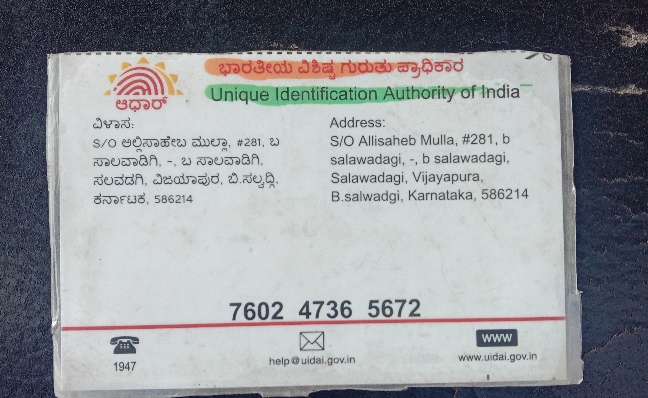 ಭಾರತೀಯ ವಿಶಿಷ್ಟ ಗುರುತು ಪ್ರಾಧಿಕಾರ
Unique Identification Authority of India
ಆಧಾರ್
ವಿಳಾಸ:
S/O ಅಲ್ಲಿಸಾಹೇಬ ಮುಲ್ಲಾ, #281, ಬ
ಸಾಲವಾಡಿಗಿ, -, ಬ ಸಾಲವಾಡಿಗಿ,
ಸಲವಡಗಿ, ವಿಜಯಾಪುರ, ಬಿ.ಸಲ್ವದ್ಗಿ,
ಕರ್ನಾಟಕ, 586214
Address:
S/O Allisaheb Mulla, #281, b
salawadagi, -, b salawadagi,
Salawadagi, Vijayapura,
B.salwadgi, Karnataka, 586214
7602 4736 5672
1947
help@uidai.gov.in
www
www.uidai.gov.in